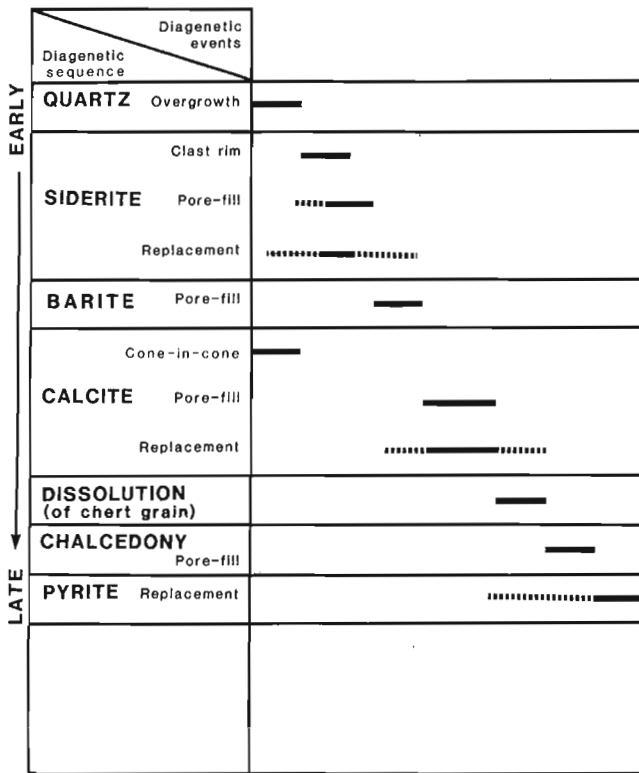 Diagenetic
events
Diagenetic
sequence
EARLY
QUARTZ Overgrowth
Clast rim
SIDERITE Pore-fill
Replacement
BARITE Pore-fill
Cone-in-cone
CALCITE Pore-fill
Replacement
DISSOLUTION
(of chert grain)
CHALCEDONY
Pore-fill
LATE
PYRITE Replacement